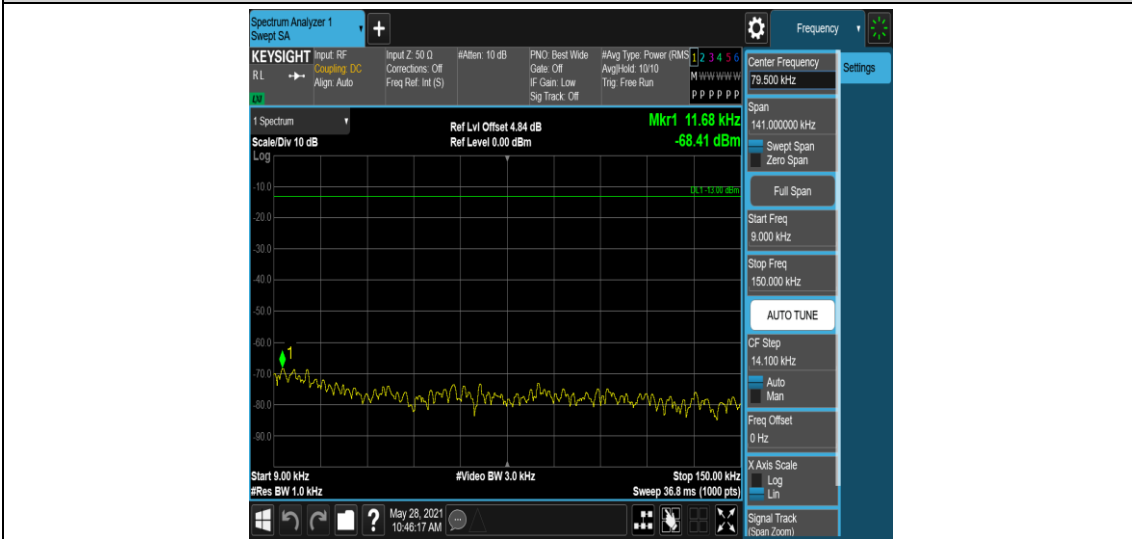 Spectrum Analyzer 1
Swept SA
+
Frequency
KEYSIGHT
RL
LXI
Input: RF
Coupling: DC
Align: Auto
Input Z: 50 Ω
Corrections: Off
Freq Ref: Int (S)
#Atten: 10 dB
PNO: Best Wide
Gate: Off
IF Gain: Low
Sig Track: Off
#Avg Type: Power (RMS
Avg|Hold: 10/10
Trig: Free Run
1 2 3 4 5 6
M W W W W W
P P P P P P
1 Spectrum
Scale/Div 10 dB
Log
Ref Lvl Offset 4.84 dB
Ref Level 0.00 dBm
Mkr1 11.68 kHz
-68.41 dBm
DL1 -13.00 dBm
-10.0
-20.0
-30.0
-40.0
-50.0
-60.0
-70.0
-80.0
-90.0
1
Start 9.00 kHz
#Res BW 1.0 kHz
#Video BW 3.0 kHz
Stop 150.00 kHz
Sweep 36.8 ms (1000 pts)
?
May 28, 2021
10:46:17 AM
Center Frequency
79.500 kHz
Settings
Span
141.000000 kHz
Swept Span
Zero Span
Full Span
Start Freq
9.000 kHz
Stop Freq
150.000 kHz
AUTO TUNE
CF Step
14.100 kHz
Auto
Man
Freq Offset
0 Hz
X Axis Scale
Log
Lin
Signal Track
(Span Zoom)